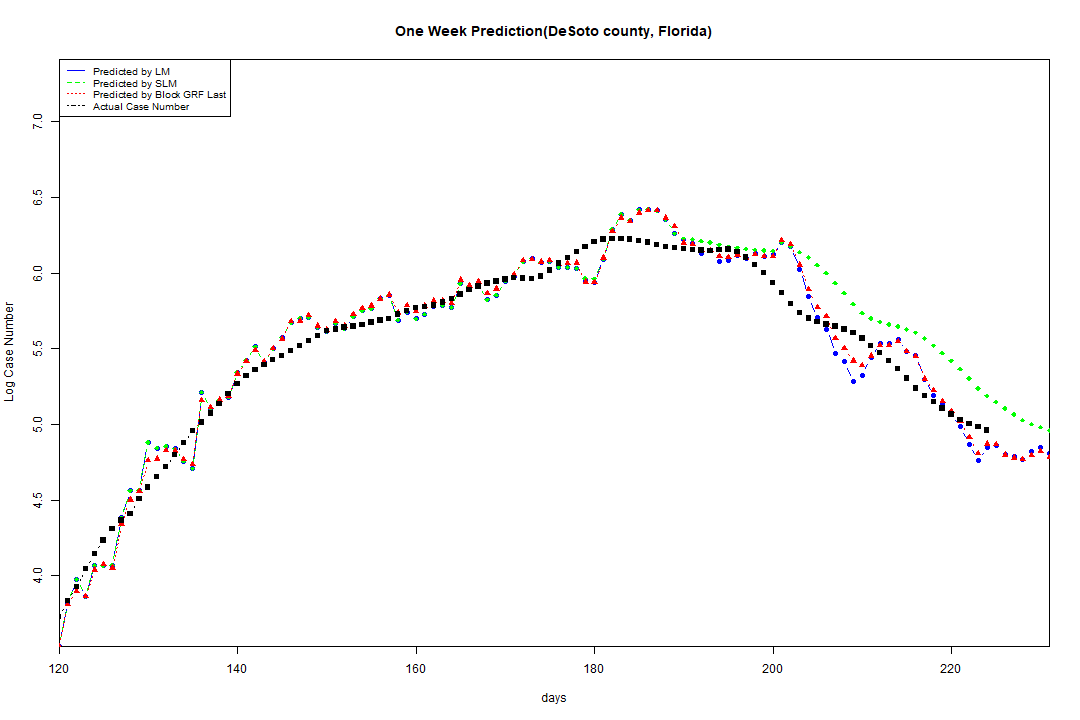 One Week Prediction(DeSoto county, Florida)
Predicted by LM
Predicted by SLM
Predicted by Block GRF Last
Actual Case Number
7.0
6.5
6.0
5.5
5.0
4.5
4.0
Log Case Number
120 140 160 180 200 220
days